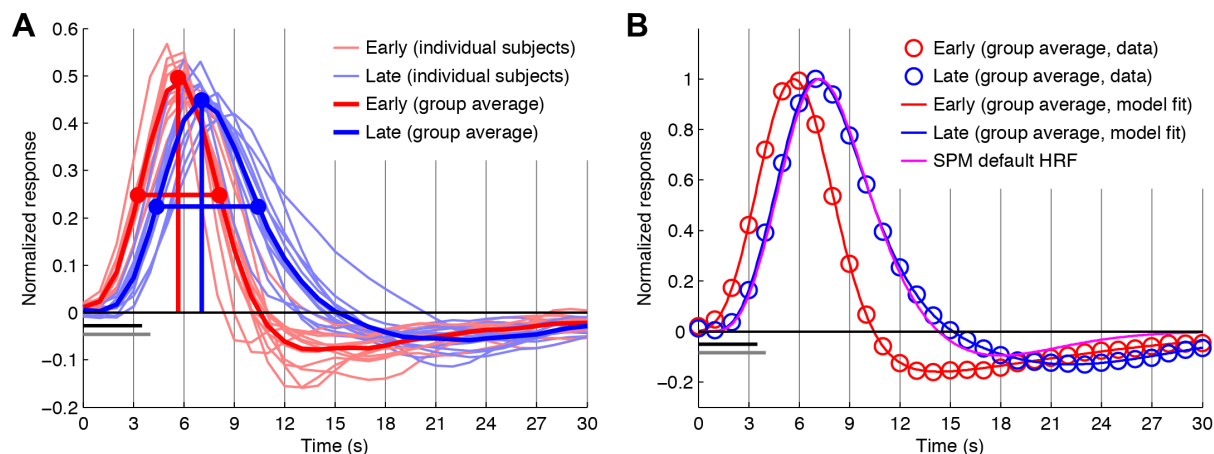 A
Early (individual subjects)
Late (individual subjects)
Early (group average)
Late (group average)
Normalized response
0.6
0.5
0.4
0.3
0.2
0.1
0
−0.1
−0.2
0 3 6 9 12 15 18 21 24 27 30
Time (s)
B
Early (group average, data)
Late (group average, data)
Early (group average, model fit)
Late (group average, model fit)
SPM default HRF
Normalized response
1
0.8
0.6
0.4
0.2
0
−0.2
0 3 6 9 12 15 18 21 24 27 30
Time (s)